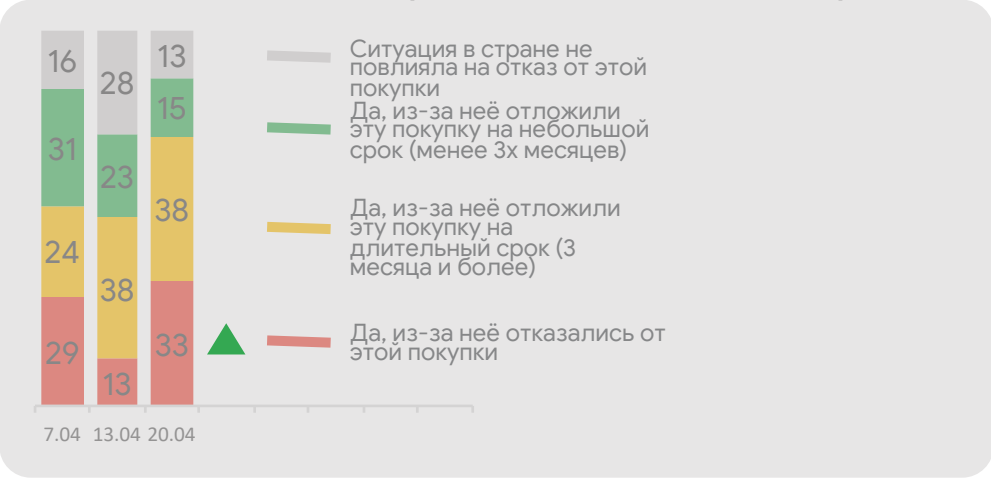 16
28
13
31
23
15
24
38
38
29
13
33
7.04 13.04 20.04
Ситуация в стране не
повлияла на отказ от этой
покупки
Да, из-за неё отложили
эту покупку на небольшой
срок (менее 3х месяцев)
Да, из-за неё отложили
эту покупку на
длительный срок (3
месяца и более)
Да, из-за неё отказались от
этой покупки